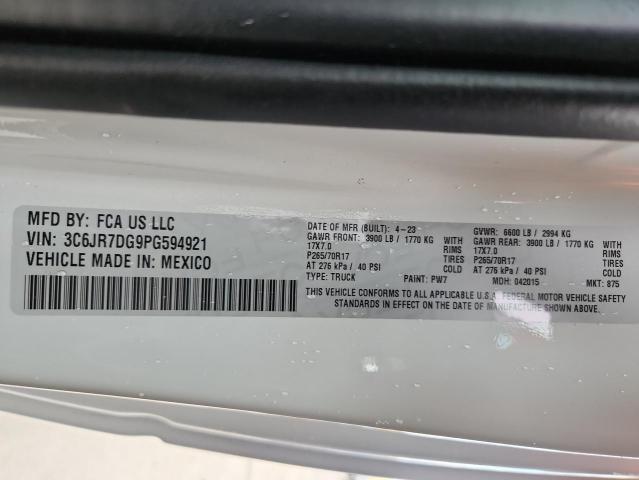 MFD BY: FCA US LLC
VIN: 3C6JR7DG9PG594921
VEHICLE MADE IN: MEXICO
DATE OF MFR (BUILT): 4-23 GVWR: 6600 LB / 2994 KG
GAWR FRONT: 3900 LB / 1770 KG WITH GAWR REAR: 3900 LB / 1770 KG WITH
17X7.0 RIMS 17X7.0 RIMS
P265/70R17 TIRES P265/70R17 TIRES
AT 276 kPa / 40 PSI COLD AT 276 kPa / 40 PSI COLD
TYPE: TRUCK PAINT: PW7 MDH: 042015 MKT: 875
THIS VEHICLE CONFORMS TO ALL APPLICABLE U.S.A. FEDERAL MOTOR VEHICLE SAFETY
STANDARDS IN EFFECT ON THE DATE OF MANUFACTURE SHOWN ABOVE.